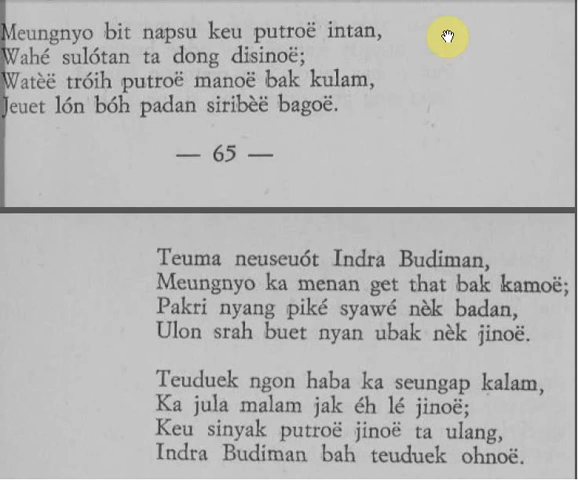 Meungnyo bit napsu keu putroë intan,
Wahé sulótan ta dong disinoë;
Watèë tróih putroë manoë bak kulam,
Jeuet lón bóh padan siribèë bagoë.
— 65 —
Teuma neuseuót Indra Budiman,
Meungnyo ka menan get that bak kamoë;
Pakri nyang piké syawé nèk badan,
Ulon srah buet nyan ubak nèk jinoë.
Teuduek ngon haba ka seungap kalam,
Ka jula malam jak éh lé jinoë;
Keu sinyak putroë jinoë ta ulang,
Indra Budiman bah teuduek ohnoë.